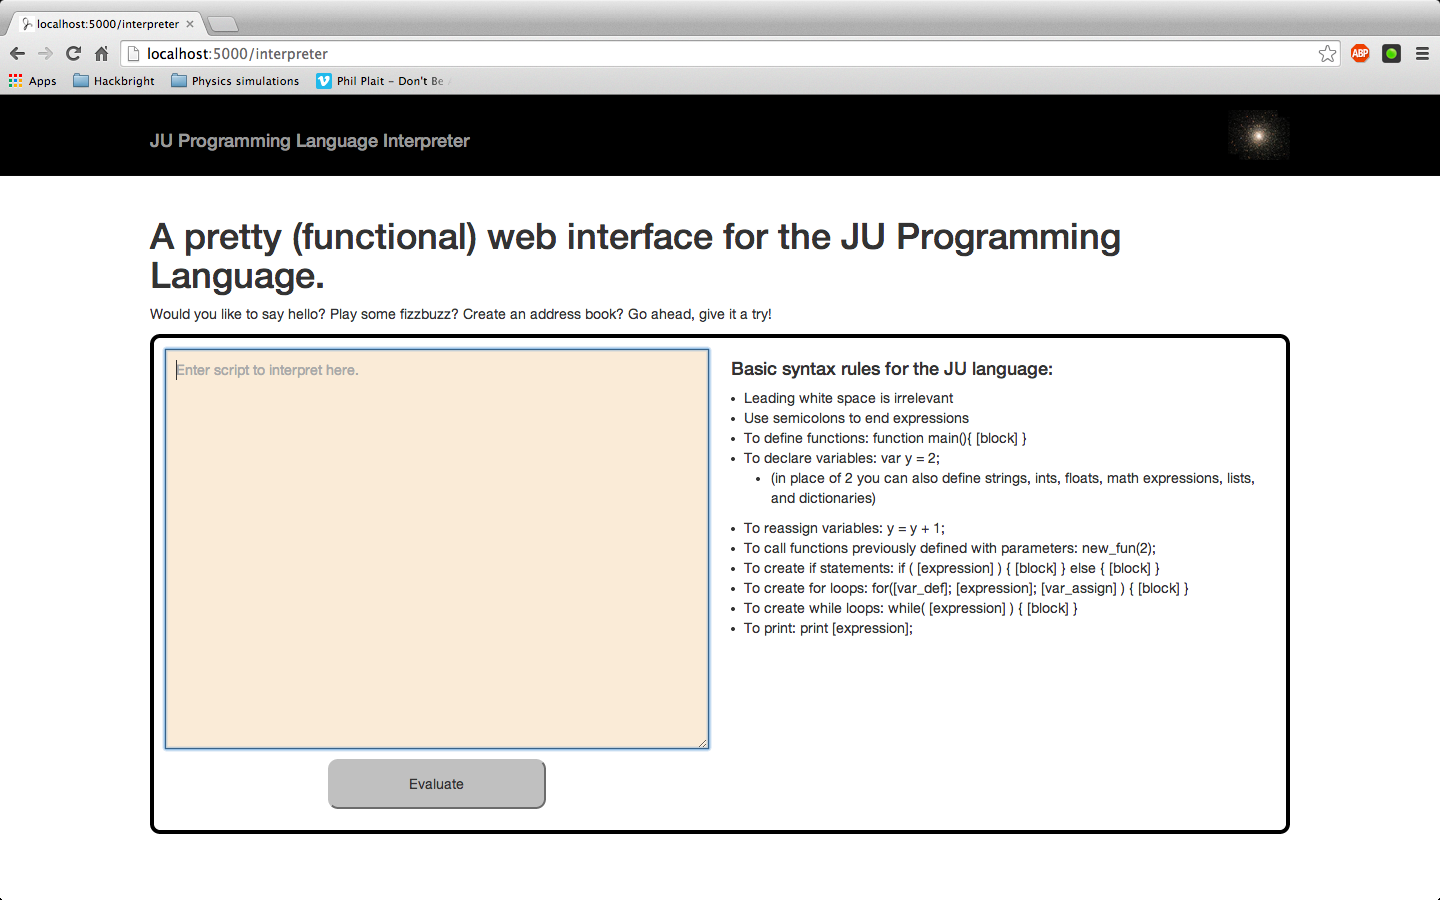 localhost:5000/interpreter
localhost:5000/interpreter
ABP
Apps Hackbright Physics simulations Phil Plait - Don't Be
JU Programming Language Interpreter
A pretty (functional) web interface for the JU Programming
Language.
Would you like to say hello? Play some fizzbuzz? Create an address book? Go ahead, give it a try!
Enter script to interpret here.
Evaluate
Basic syntax rules for the JU language:
• Leading white space is irrelevant
• Use semicolons to end expressions
• To define functions: function main(){ [block] }
• To declare variables: var y = 2;
• (in place of 2 you can also define strings, ints, floats, math expressions, lists,
and dictionaries)
• To reassign variables: y = y + 1;
• To call functions previously defined with parameters: new_fun(2);
• To create if statements: if ( [expression] ) { [block] } else { [block] }
• To create for loops: for([var_def]; [expression]; [var_assign] ) { [block] }
• To create while loops: while( [expression] ) { [block] }
• To print: print [expression];